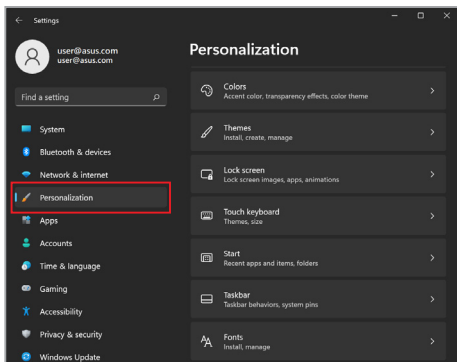 Settings
user@asus.com
user@asus.com
Find a setting
System
Bluetooth & devices
Network & internet
Personalization
Apps
Accounts
Time & language
Gaming
Accessibility
Privacy & security
Windows Update
Personalization
Colors
Accent color, transparency effects, color theme
Themes
Install, create, manage
Lock screen
Lock screen images, apps, animations
Touch keyboard
Themes, size
Start
Recent apps and items, folders
Taskbar
Taskbar behaviors, system pins
Fonts
Install, manage